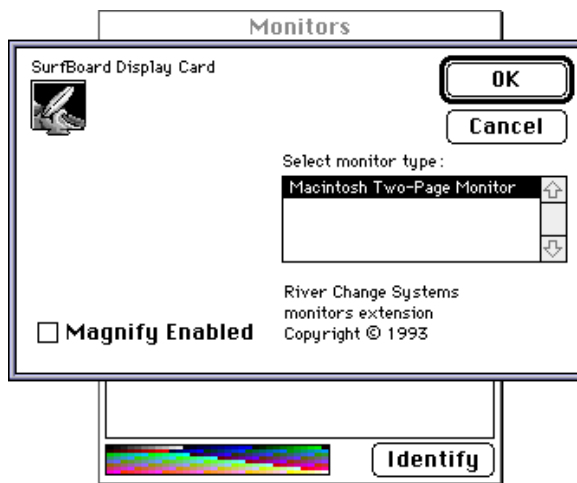 Monitors
SurfBoard Display Card
OK
Cancel
Select monitor type:
Macintosh Two-Page Monitor
River Change Systems
monitors extension
Copyright © 1993
Magnify Enabled
Identify